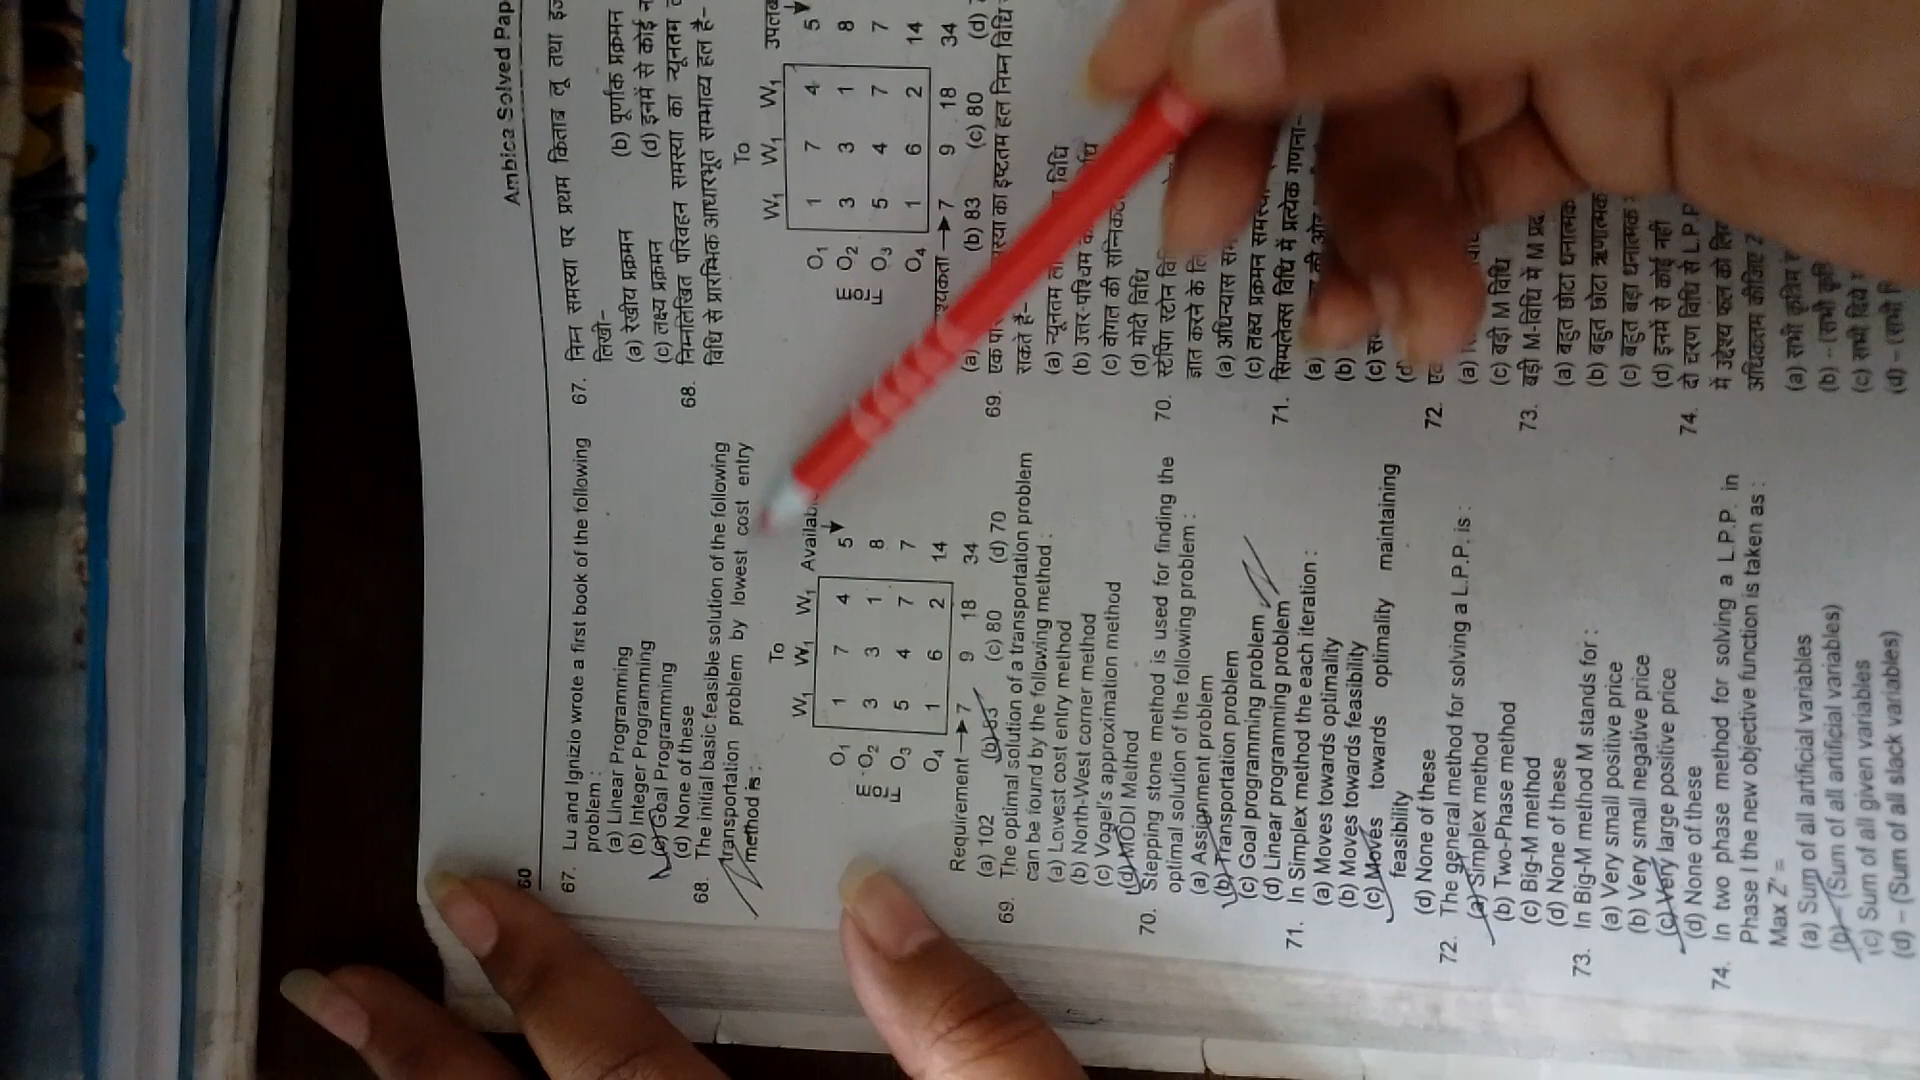 60
Ambica Solved Pap
67. Lu and Ignizio wrote a first book of the following
problem :
(a) Linear Programming
(b) Integer Programming
(c) Goal Programming
(d) None of these
68. The initial basic feasible solution of the following
transportation problem by lowest cost entry
method is :
To
W₁ W₁ W₁
O₁ 1 7 4 5
O₂ 3 3 1 8
O₃ 5 4 7 7
O₄ 1 6 2 14
Requirement → 7 9 18 34
(a) 102 (b) 83 (c) 80 (d) 70
69. The optimal solution of a transportation problem
can be found by the following method :
(a) Lowest cost entry method
(b) North-West corner method
(c) Vogel's approximation method
(d) MODI Method
70. Stepping stone method is used for finding the
optimal solution of the following problem :
(a) Assignment problem
(b) Transportation problem
(c) Goal programming problem
(d) Linear programming problem
71. In Simplex method the each iteration :
(a) Moves towards optimality
(b) Moves towards feasibility
(c) Moves towards optimality maintaining
feasibility
(d) None of these
72. The general method for solving a L.P.P. is :
(a) Simplex method
(b) Two-Phase method
(c) Big-M method
(d) None of these
73. In Big-M method M stands for :
(a) Very small positive price
(b) Very small negative price
(c) Very large positive price
(d) None of these
74. In two phase method for solving a L.P.P. in
Phase I the new objective function is taken as :
Max Z' =
(a) Sum of all artificial variables
(b) – (Sum of all artificial variables)
(c) Sum of all given variables
(d) – (Sum of all slack variables)
67. निम्न समस्या पर प्रथम किताब लू तथा
लिखी–
(a) रेखीय प्रक्रमन (b) पूर्णांक प्रक्रमन
(c) लक्ष्य प्रक्रमन (d) इनमें से कोई
68. निम्नलिखित परिवहन समस्या का न्यूनतम
विधि से प्रारम्भिक आधारभूत सम्भाव्य हल है–
To
W₁ W₁ W₁
O₁ 1 7 4 5
O₂ 3 3 1 8
O₃ 5 4 7 7
O₄ 1 6 2 14
→ 7 9 18 34
(a) (b) 83 (c) 80 (d)
69. एक का इष्टतम हल निम्न विधि
सकते हैं–
(a) न्यूनतम विधि
(b) उत्तर-पश्चिम
(c) वोगल की
(d) मोदी विधि
70. स्टेपिंग स्टोन
ज्ञात करने के
(a) अधिन्यास
(c) लक्ष्य प्रक्रमन
71. सिम्पलेक्स विधि में प्रत्येक गणना–
(a) की ओर
(b)
(c)
72.
(a)
(c) बड़ी M विधि
73. बड़ी M-विधि में M
(a) बहुत छोटा धनात्मक
(b) बहुत छोटा ऋणात्मक
(c) बहुत बड़ा धनात्मक
(d) इनमें से कोई नहीं
74. दो चरण विधि से L.P.P
में उद्देश्य फल को
अधिकतम कीजिए
(a) सभी कृत्रिम
(b) – (सभी
(c) सभी दिये
(d) – (सभी